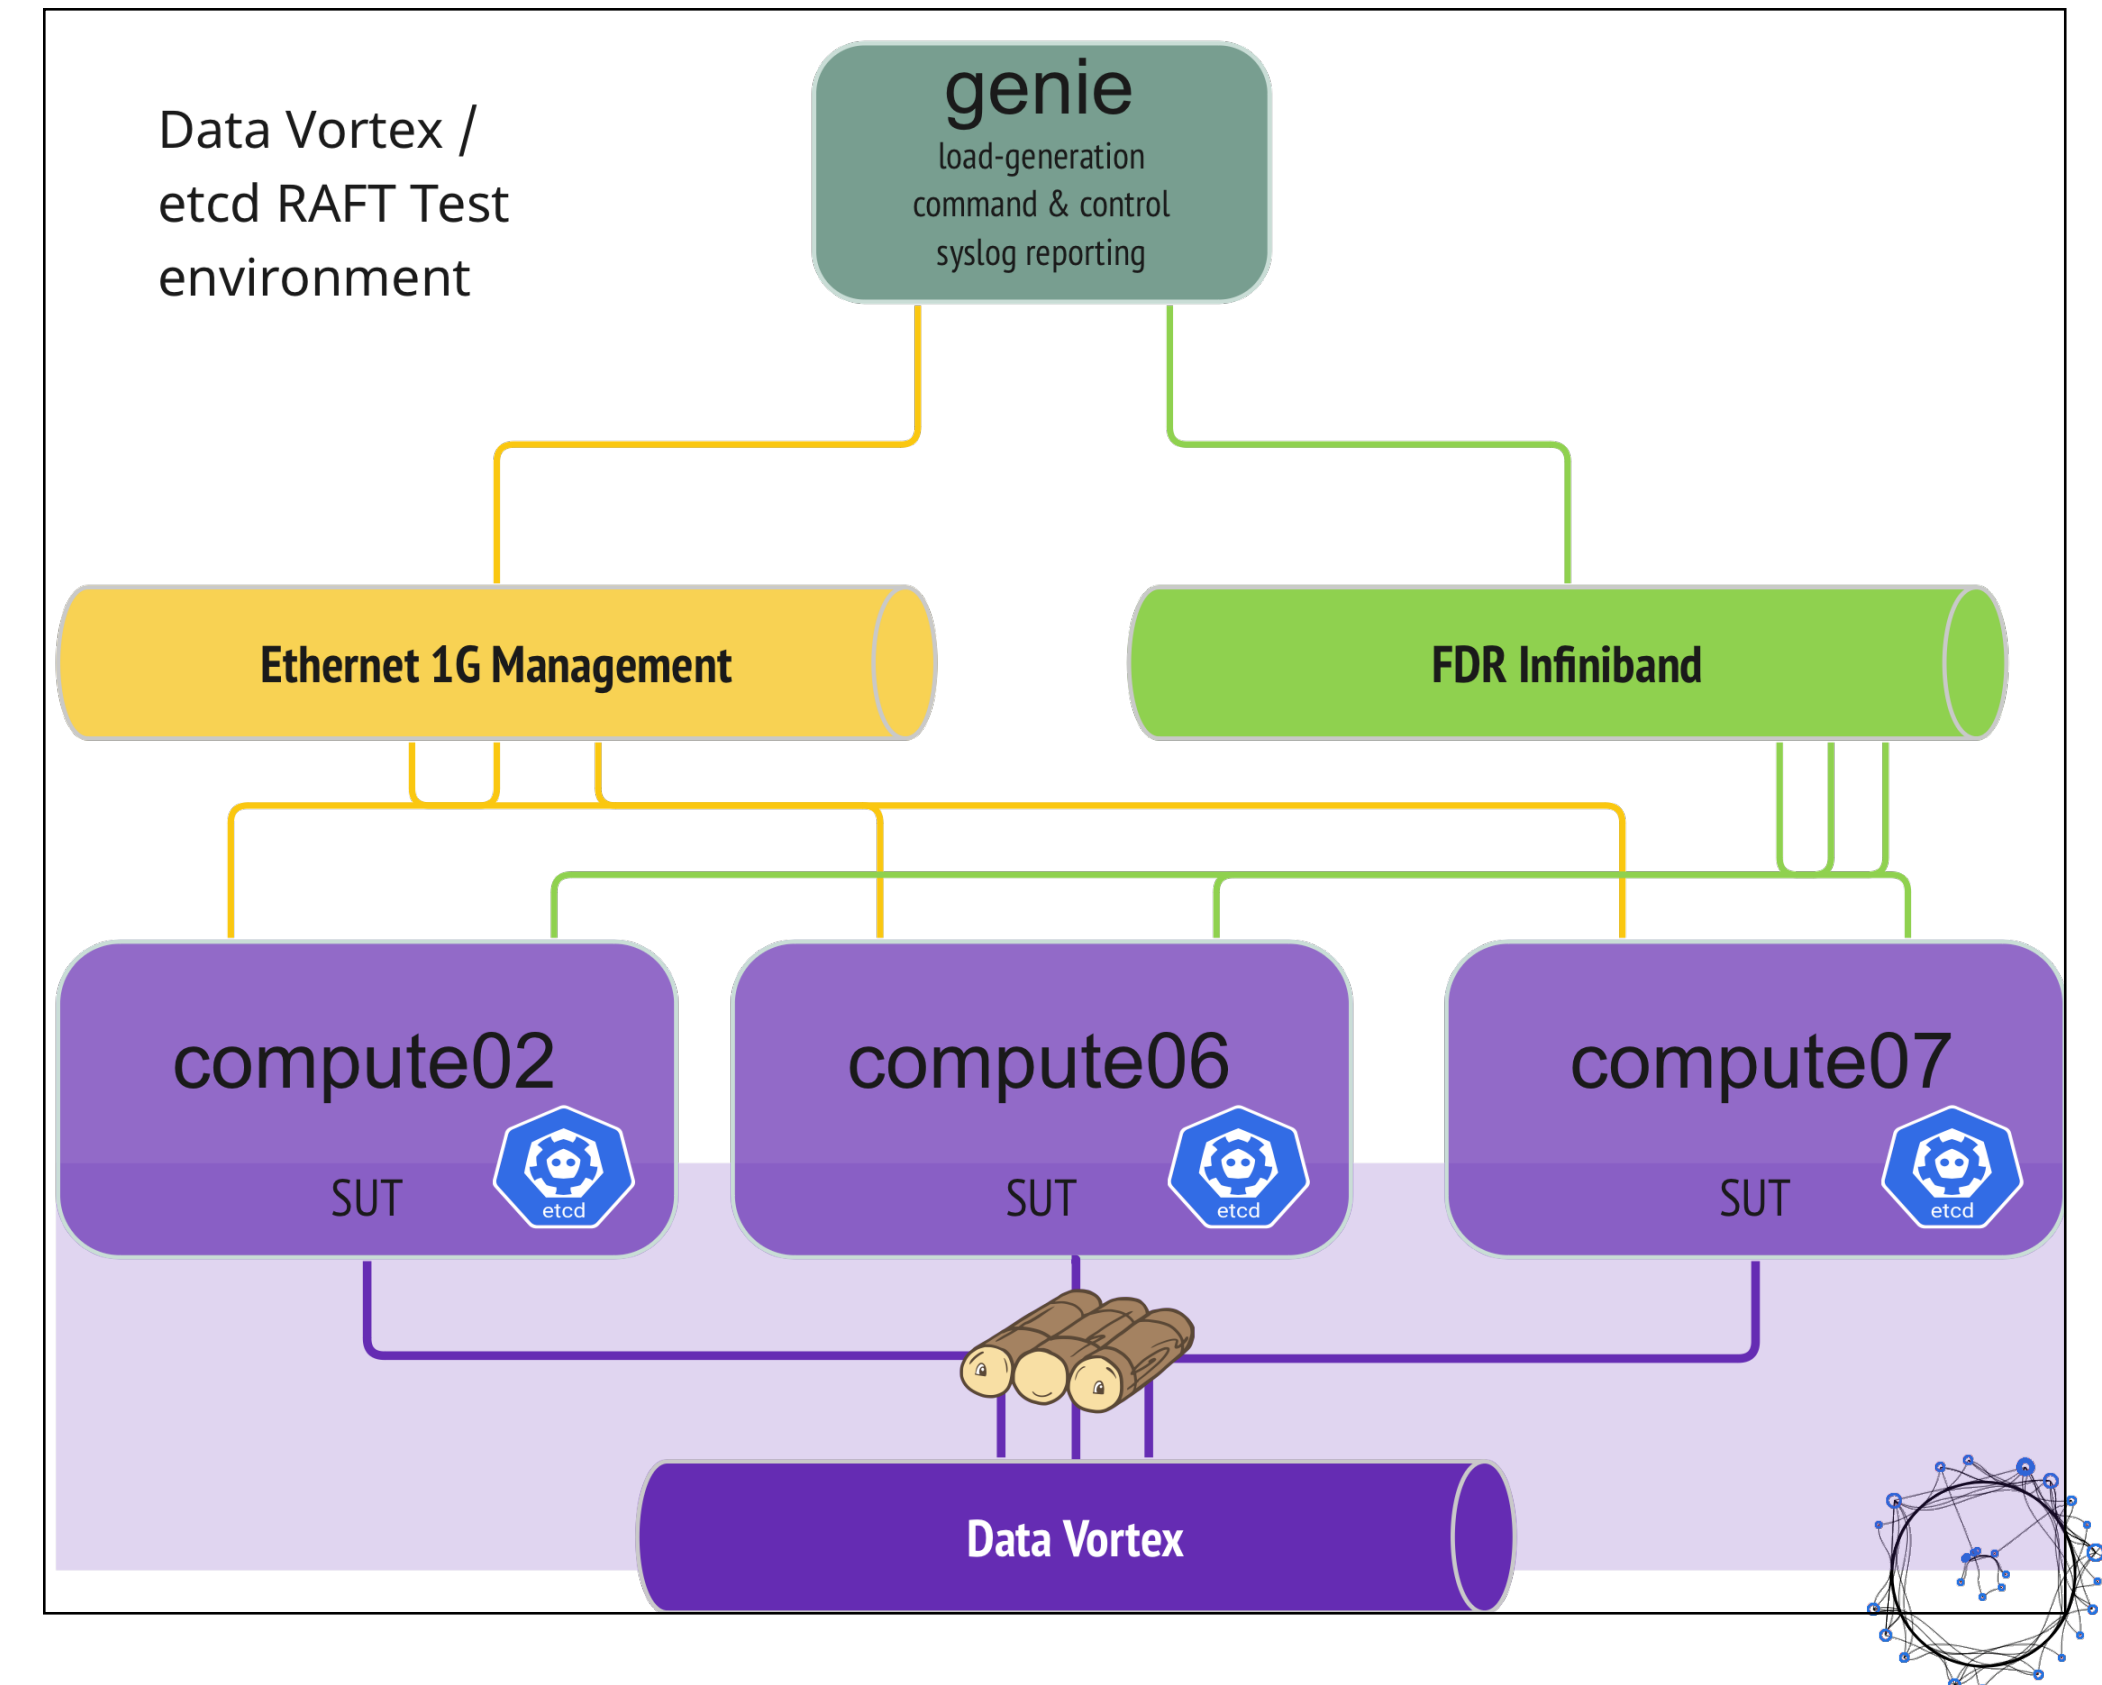 Data Vortex /
etcd RAFT Test
environment
genie
load-generation
command & control
syslog reporting
Ethernet 1G Management
FDR Infiniband
compute02
SUT
etcd
compute06
SUT
etcd
compute07
SUT
etcd
Data Vortex